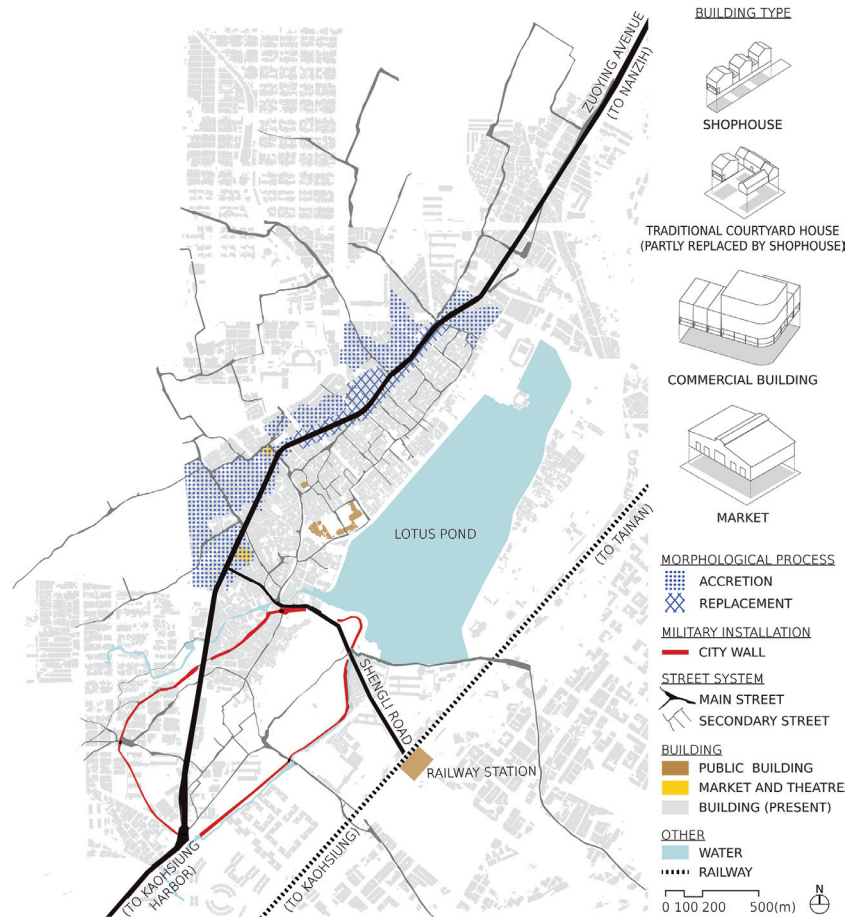 ZUOYING AVENUE
(TO NANZIH)
LOTUS POND
(TO TAINAN)
SHENGLI ROAD
RAILWAY STATION
(TO KAOHSIUNG)
(TO KAOHSIUNG
HARBOR)
BUILDING TYPE
SHOPHOUSE
TRADITIONAL COURTYARD HOUSE
(PARTLY REPLACED BY SHOPHOUSE)
COMMERCIAL BUILDING
MARKET
MORPHOLOGICAL PROCESS
ACCRETION
REPLACEMENT
MILITARY INSTALLATION
CITY WALL
STREET SYSTEM
MAIN STREET
SECONDARY STREET
BUILDING
PUBLIC BUILDING
MARKET AND THEATRE
BUILDING (PRESENT)
OTHER
WATER
RAILWAY
0 100 200 500(m)
N